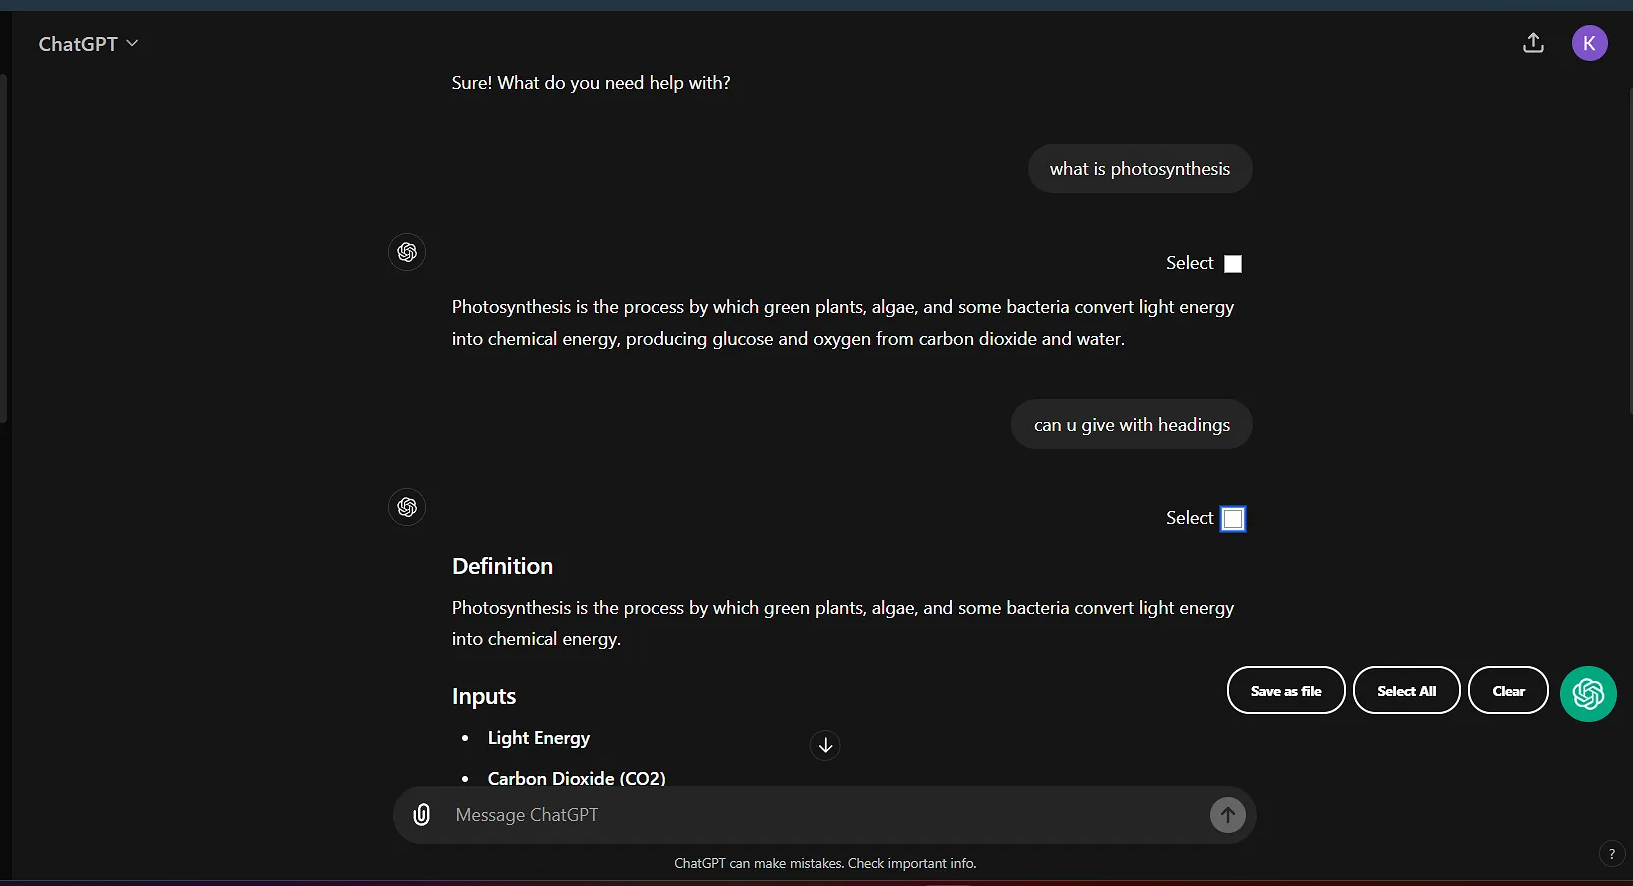 ChatGPT
K
Sure! What do you need help with?
what is photosynthesis
Select
Photosynthesis is the process by which green plants, algae, and some bacteria convert light energy
into chemical energy, producing glucose and oxygen from carbon dioxide and water.
can u give with headings
Select
Definition
Photosynthesis is the process by which green plants, algae, and some bacteria convert light energy
into chemical energy.
Inputs
• Light Energy
• Carbon Dioxide (CO2)
Save as file
Select All
Clear
Message ChatGPT
ChatGPT can make mistakes. Check important info.
?